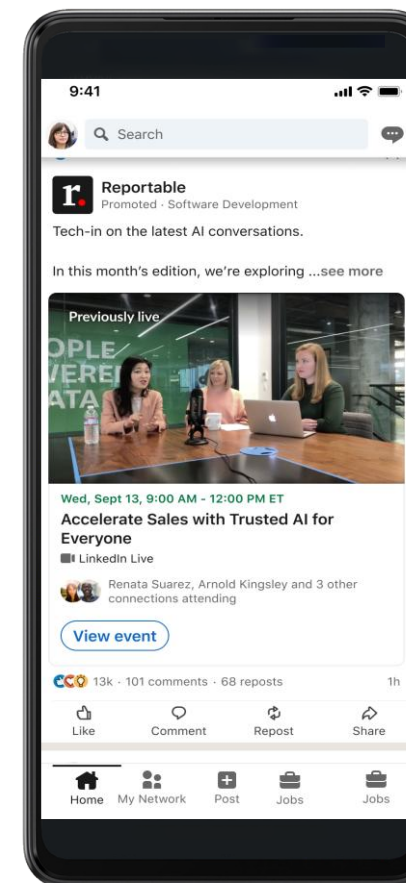 9:41
Search
r.
Reportable
Promoted · Software Development
Tech-in on the latest AI conversations.
In this month's edition, we're exploring ...see more
Previously live
OPLE
ERE
ATA
Wed, Sept 13, 9:00 AM - 12:00 PM ET
Accelerate Sales with Trusted AI for
Everyone
LinkedIn Live
Renata Suarez, Arnold Kingsley and 3 other
connections attending
View event
13k · 101 comments · 68 reposts 1h
Like Comment Repost Share
Home My Network Post Jobs Jobs